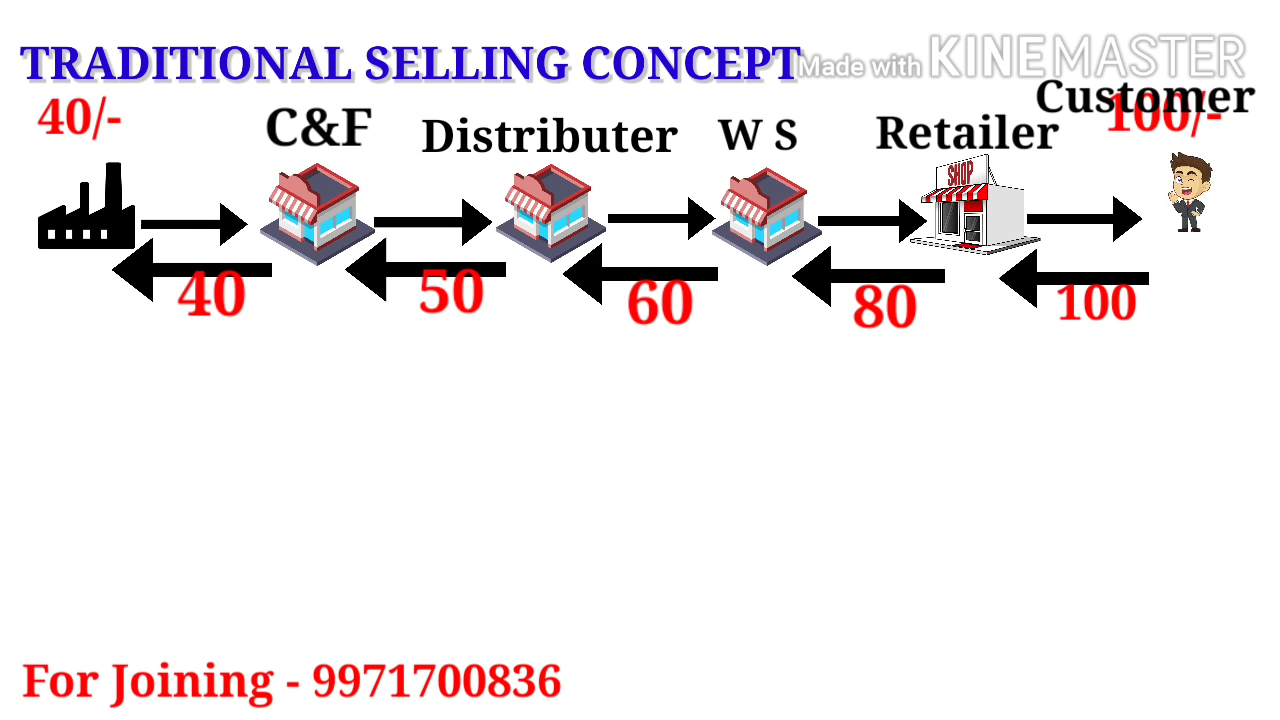 TRADITIONAL SELLING CONCEPT
Made with KINEMASTER
40/-
C&F
Distributer
W S
Retailer
Customer
100/-
SHOP
40
50
60
80
100
For Joining - 9971700836